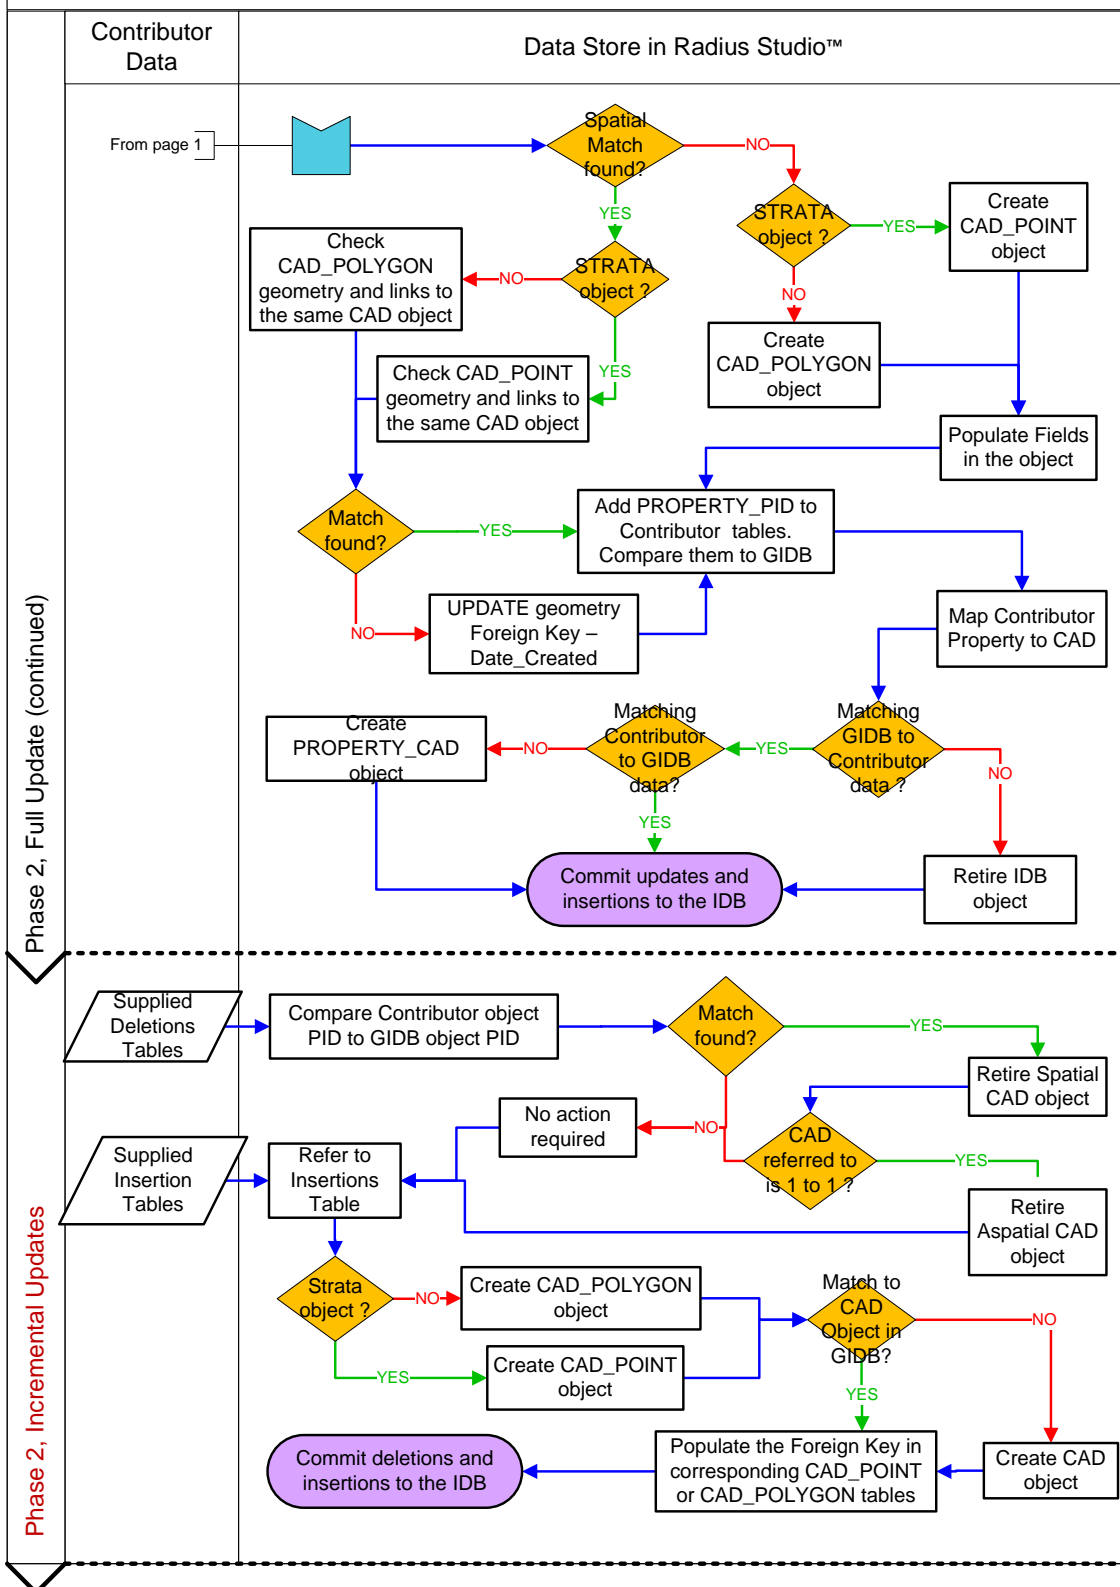 Contributor
Data
Data Store in Radius Studio™
Phase 2, Full Update (continued)
From page 1
Spatial
Match
found?
NO
YES
STRATA
object ?
YES
Create
CAD_POINT
object
NO
Create
CAD_POLYGON
object
STRATA
object ?
NO
Check
CAD_POLYGON
geometry and links to
the same CAD object
YES
Check CAD_POINT
geometry and links to
the same CAD object
Populate Fields
in the object
Match
found?
YES
Add PROPERTY_PID to
Contributor tables.
Compare them to GIDB
NO
UPDATE geometry
Foreign Key –
Date_Created
Map Contributor
Property to CAD
Matching
GIDB to
Contributor
data ?
YES
NO
Matching
Contributor
to GIDB
data?
NO
YES
Create
PROPERTY_CAD
object
Commit updates and
insertions to the IDB
Retire IDB
object
Phase 2, Incremental Updates
Supplied
Deletions
Tables
Compare Contributor object
PID to GIDB object PID
Match
found?
YES
Retire Spatial
CAD object
NO
No action
required
CAD
referred to
is 1 to 1 ?
YES
Retire
Aspatial CAD
object
Supplied
Insertion
Tables
Refer to
Insertions
Table
Strata
object ?
NO
Create CAD_POLYGON
object
YES
Create CAD_POINT
object
Match to
CAD
Object in
GIDB?
NO
YES
Create CAD
object
Populate the Foreign Key in
corresponding CAD_POINT
or CAD_POLYGON tables
Commit deletions and
insertions to the IDB